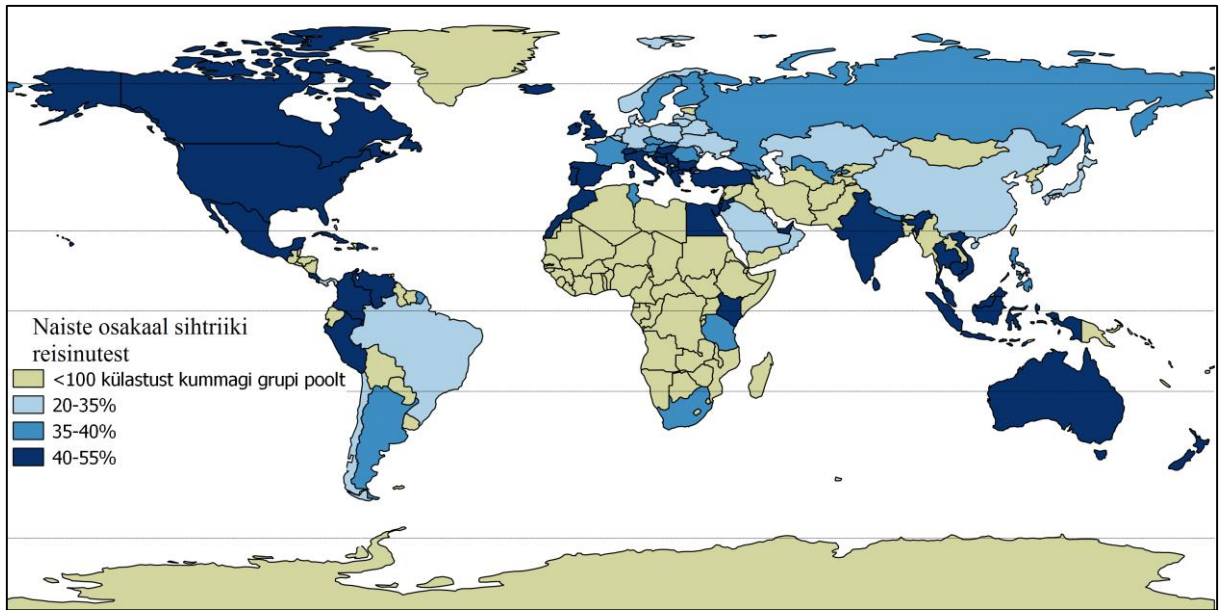 Naiste osakaal sihtriiki
reisinutest
<100 külastust kummagi grupi poolt
20-35%
35-40%
40-55%